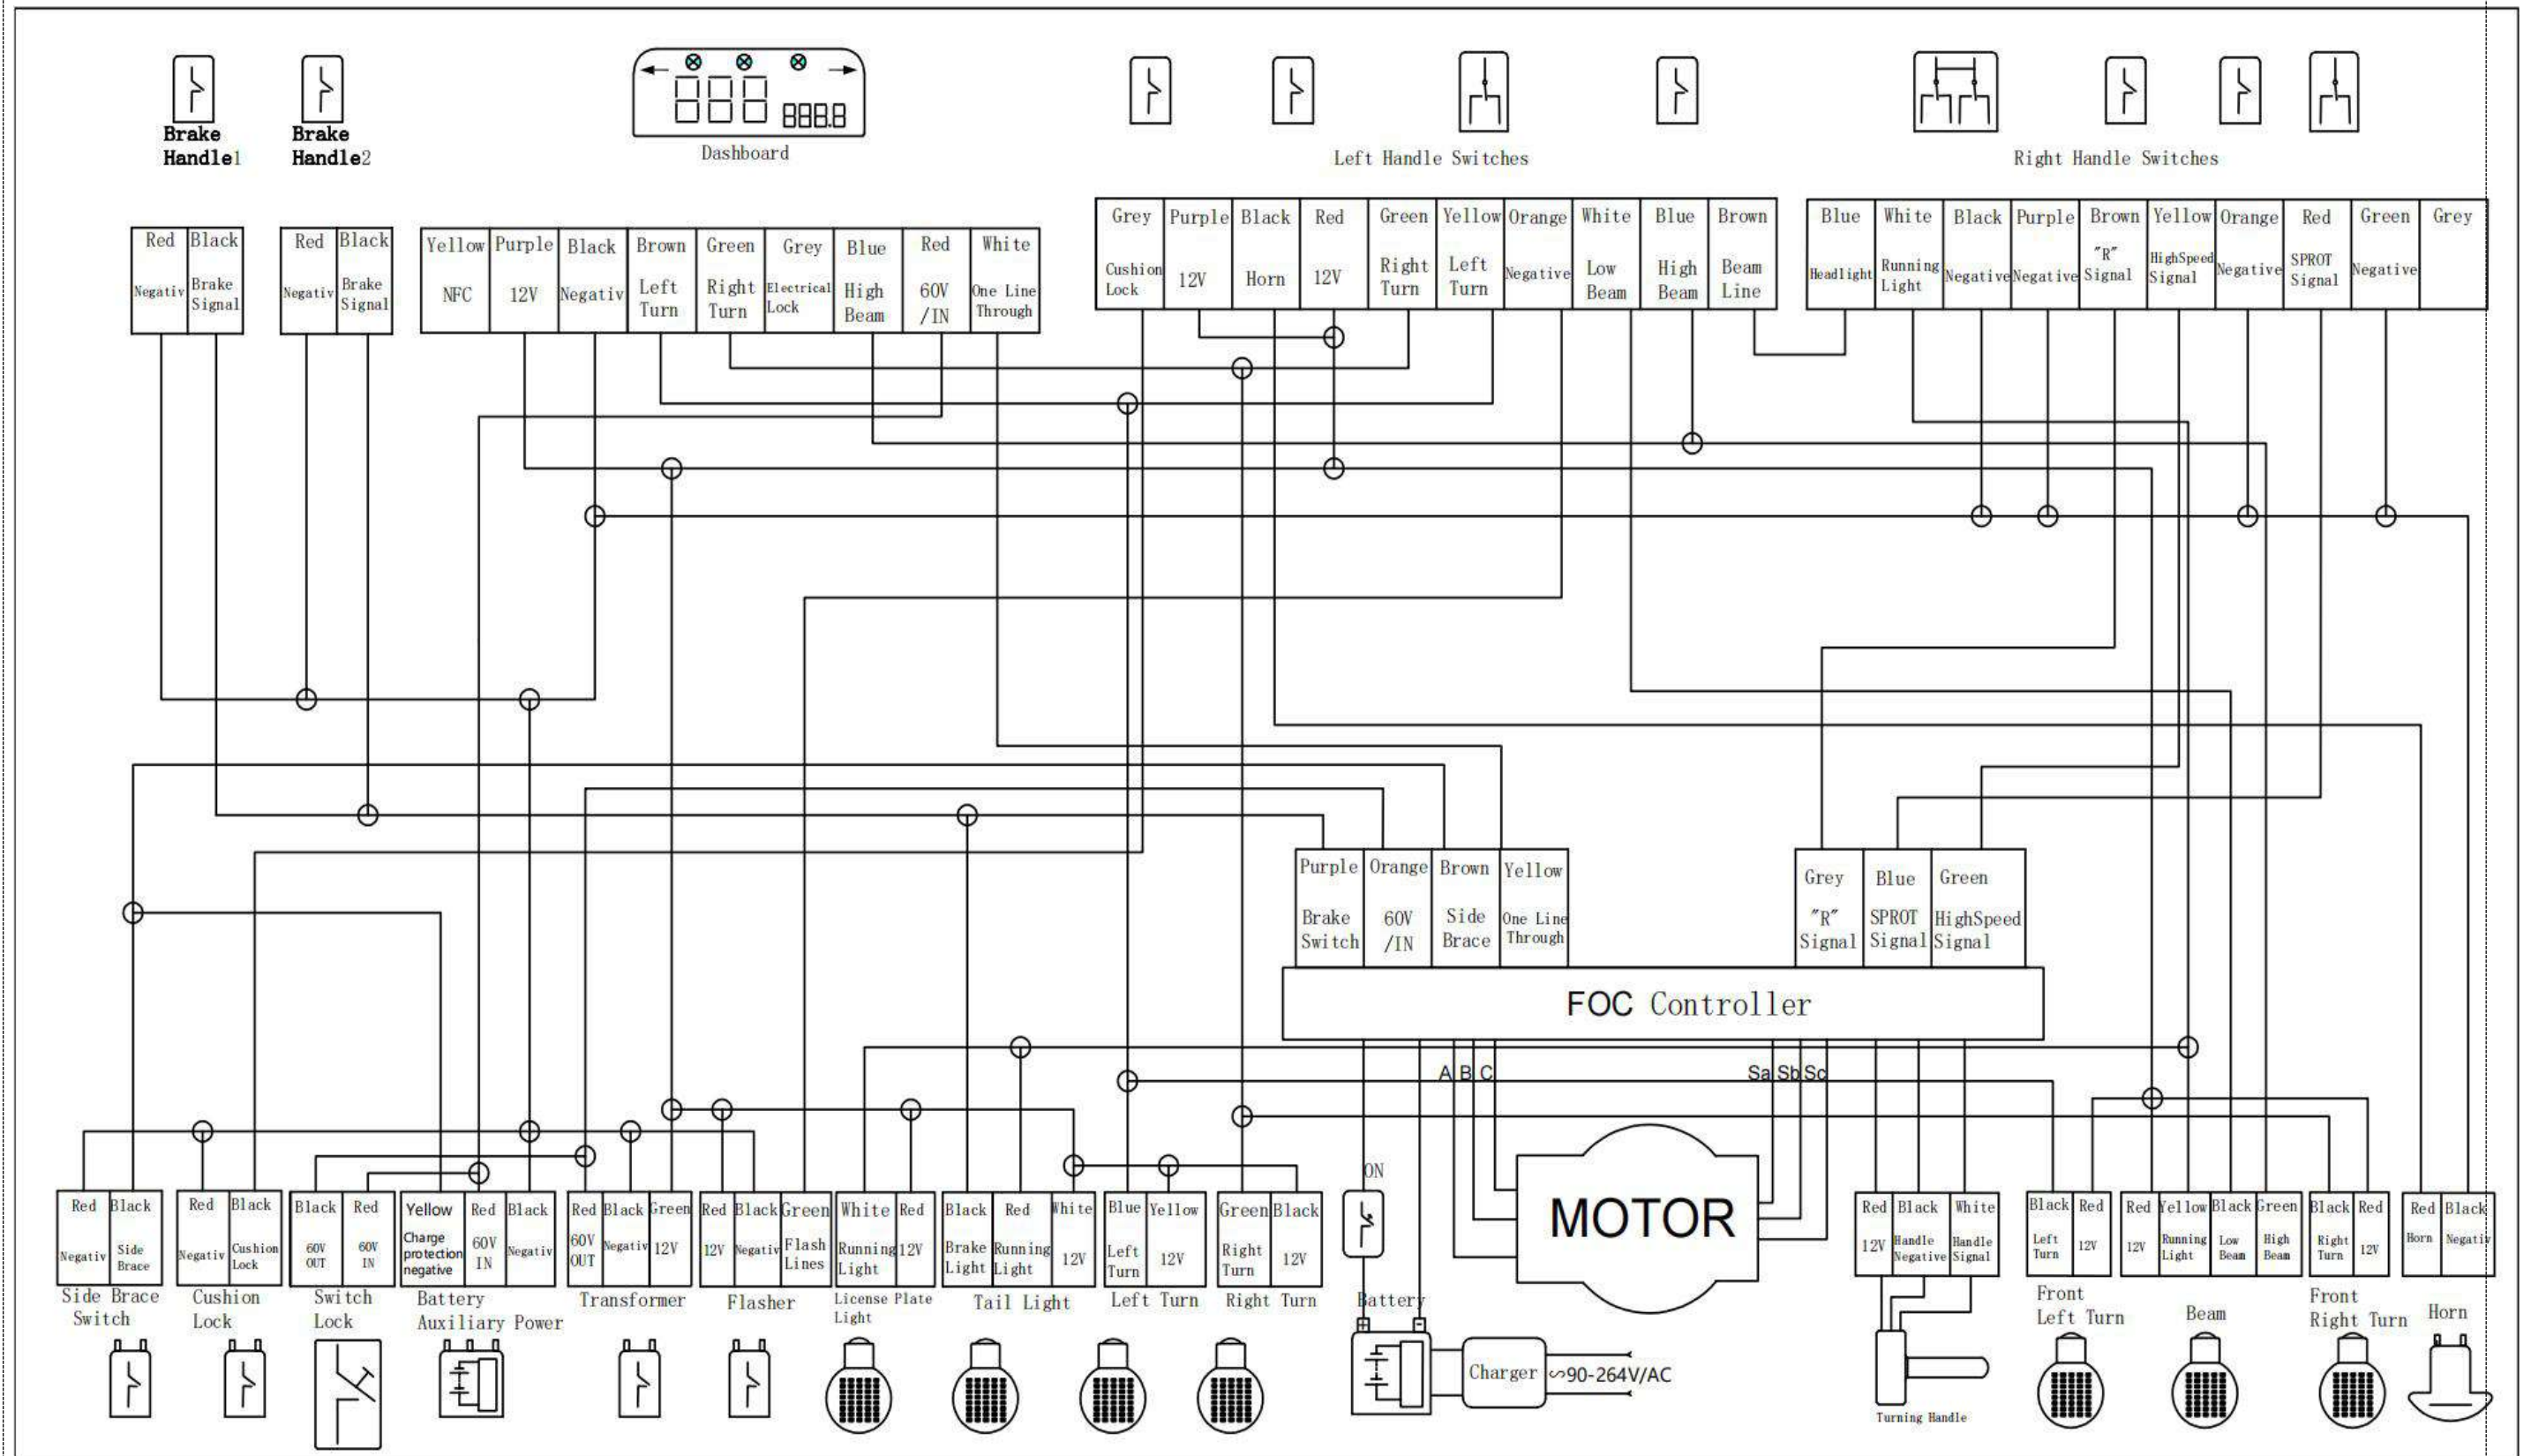 Brake
Handle1
Brake
Handle2
Dashboard
Left Handle Switches
Right Handle Switches
Red Black
Negativ Brake Signal
Red Black
Negativ Brake Signal
Yellow Purple Black Brown Green Grey Blue Red White
NFC 12V Negativ Left Turn Right Turn Electrical Lock High Beam 60V /IN One Line Through
Grey Purple Black Red Green Yellow Orange White Blue Brown
Cushion Lock 12V Horn 12V Right Turn Left Turn Negative Low Beam High Beam Beam Line
Blue White Black Purple Brown Yellow Orange Red Green Grey
Headlight Running Light Negative Negative "R" Signal HighSpeed Signal Negative SPROT Signal Negative
Purple Orange Brown Yellow
Brake Switch 60V /IN Side Brace One Line Through
Grey Blue Green
"R" Signal SPROT Signal HighSpeed Signal
FOC Controller
A B C
Sa Sb Sc
ON
MOTOR
Red Black
Negativ Side Brace
Side Brace
Switch
Red Black
Negativ Cushion Lock
Cushion
Lock
Black Red
60V OUT 60V IN
Switch
Lock
Yellow Red Black
Charge protection negative 60V IN Negativ
Battery
Auxiliary Power
Red Black Green
60V OUT Negativ 12V
Transformer
Red Black Green
12V Negativ Flash Lines
Flasher
White Red
Running Light 12V
License Plate
Light
Black Red White
Brake Light Running Light 12V
Tail Light
Blue Yellow
Left Turn 12V
Left Turn
Green Black
Right Turn 12V
Right Turn
Battery
+ -
Charger
∽90-264V/AC
Red Black White
12V Handle Negative Handle Signal
Turning Handle
Black Red
Left Turn 12V
Front
Left Turn
Red Yellow Black Green
12V Running Light Low Beam High Beam
Beam
Black Red
Right Turn 12V
Front
Right Turn
Red Black
Horn Negativ
Horn